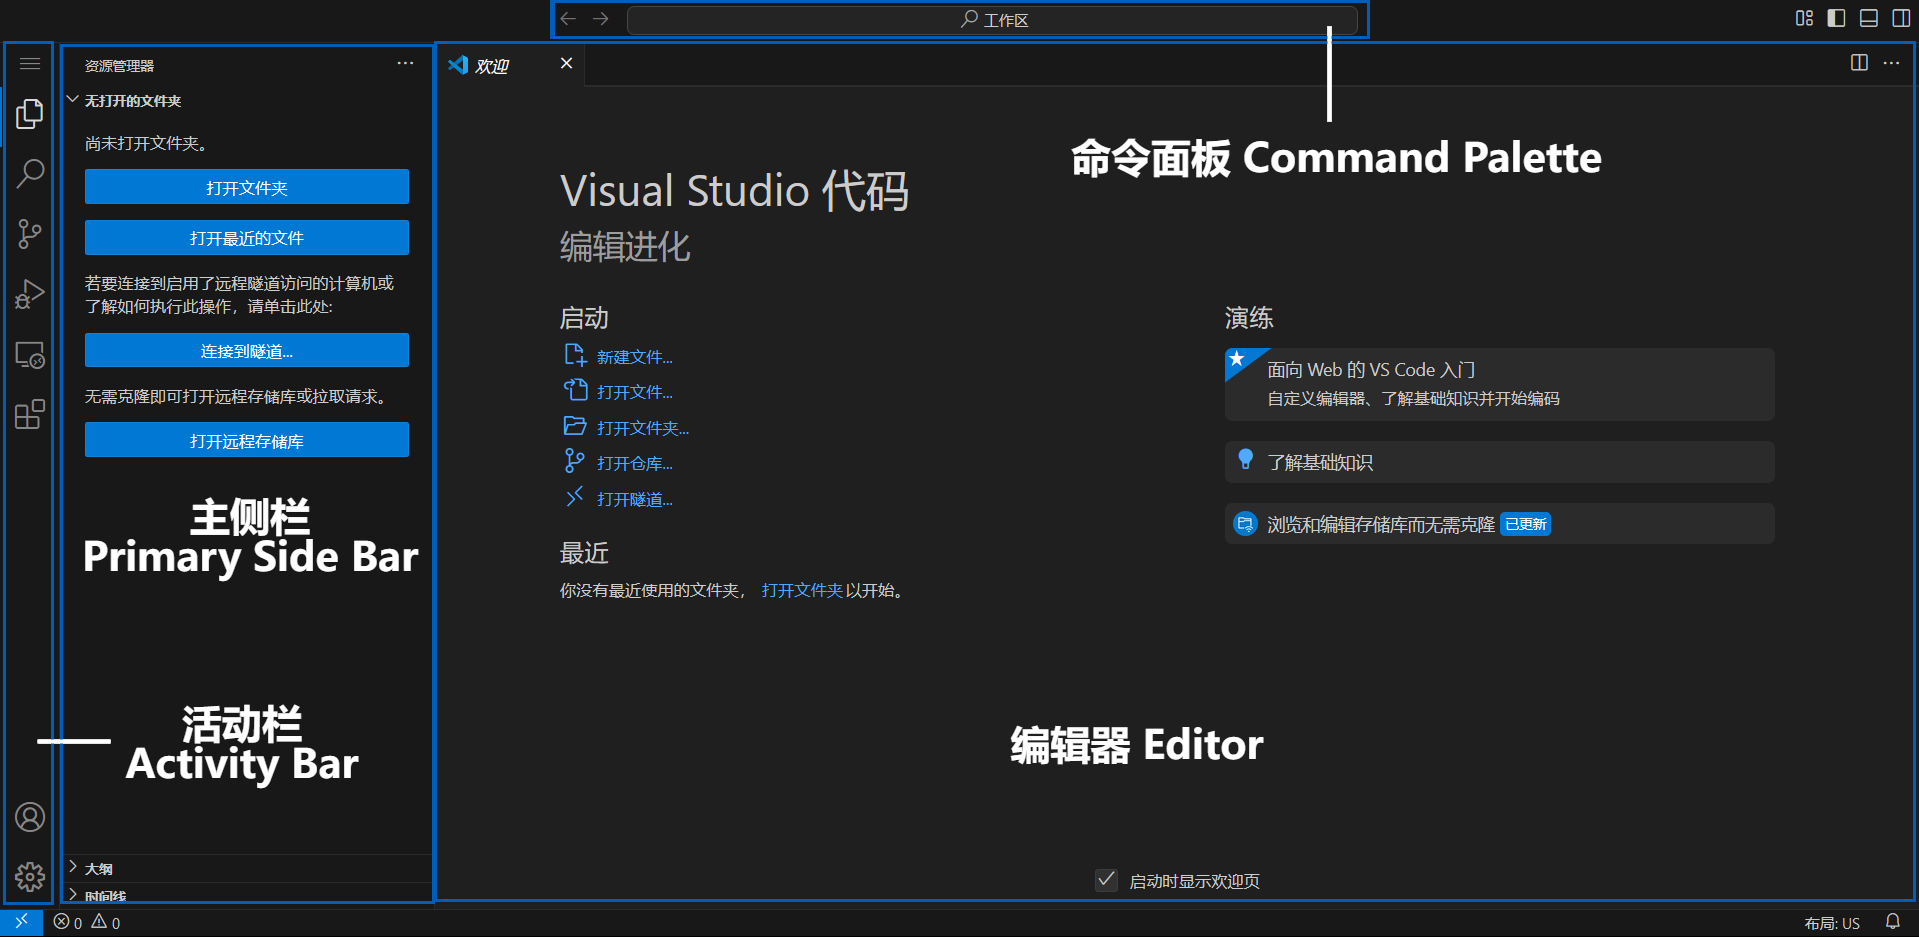 工作区
资源管理器
无打开的文件夹
尚未打开文件夹。
打开文件夹
打开最近的文件
若要连接到启用了远程隧道访问的计算机或
了解如何执行此操作，请单击此处:
连接到隧道...
无需克隆即可打开远程存储库或拉取请求。
打开远程存储库
主侧栏
Primary Side Bar
活动栏
Activity Bar
大纲
时间线
欢迎
命令面板 Command Palette
Visual Studio 代码
编辑进化
启动
新建文件...
打开文件...
打开文件夹...
打开仓库...
打开隧道...
最近
你没有最近使用的文件夹， 打开文件夹以开始。
演练
面向 Web 的 VS Code 入门
自定义编辑器、了解基础知识并开始编码
了解基础知识
浏览和编辑存储库而无需克隆 已更新
编辑器 Editor
启动时显示欢迎页
0 0
布局: US